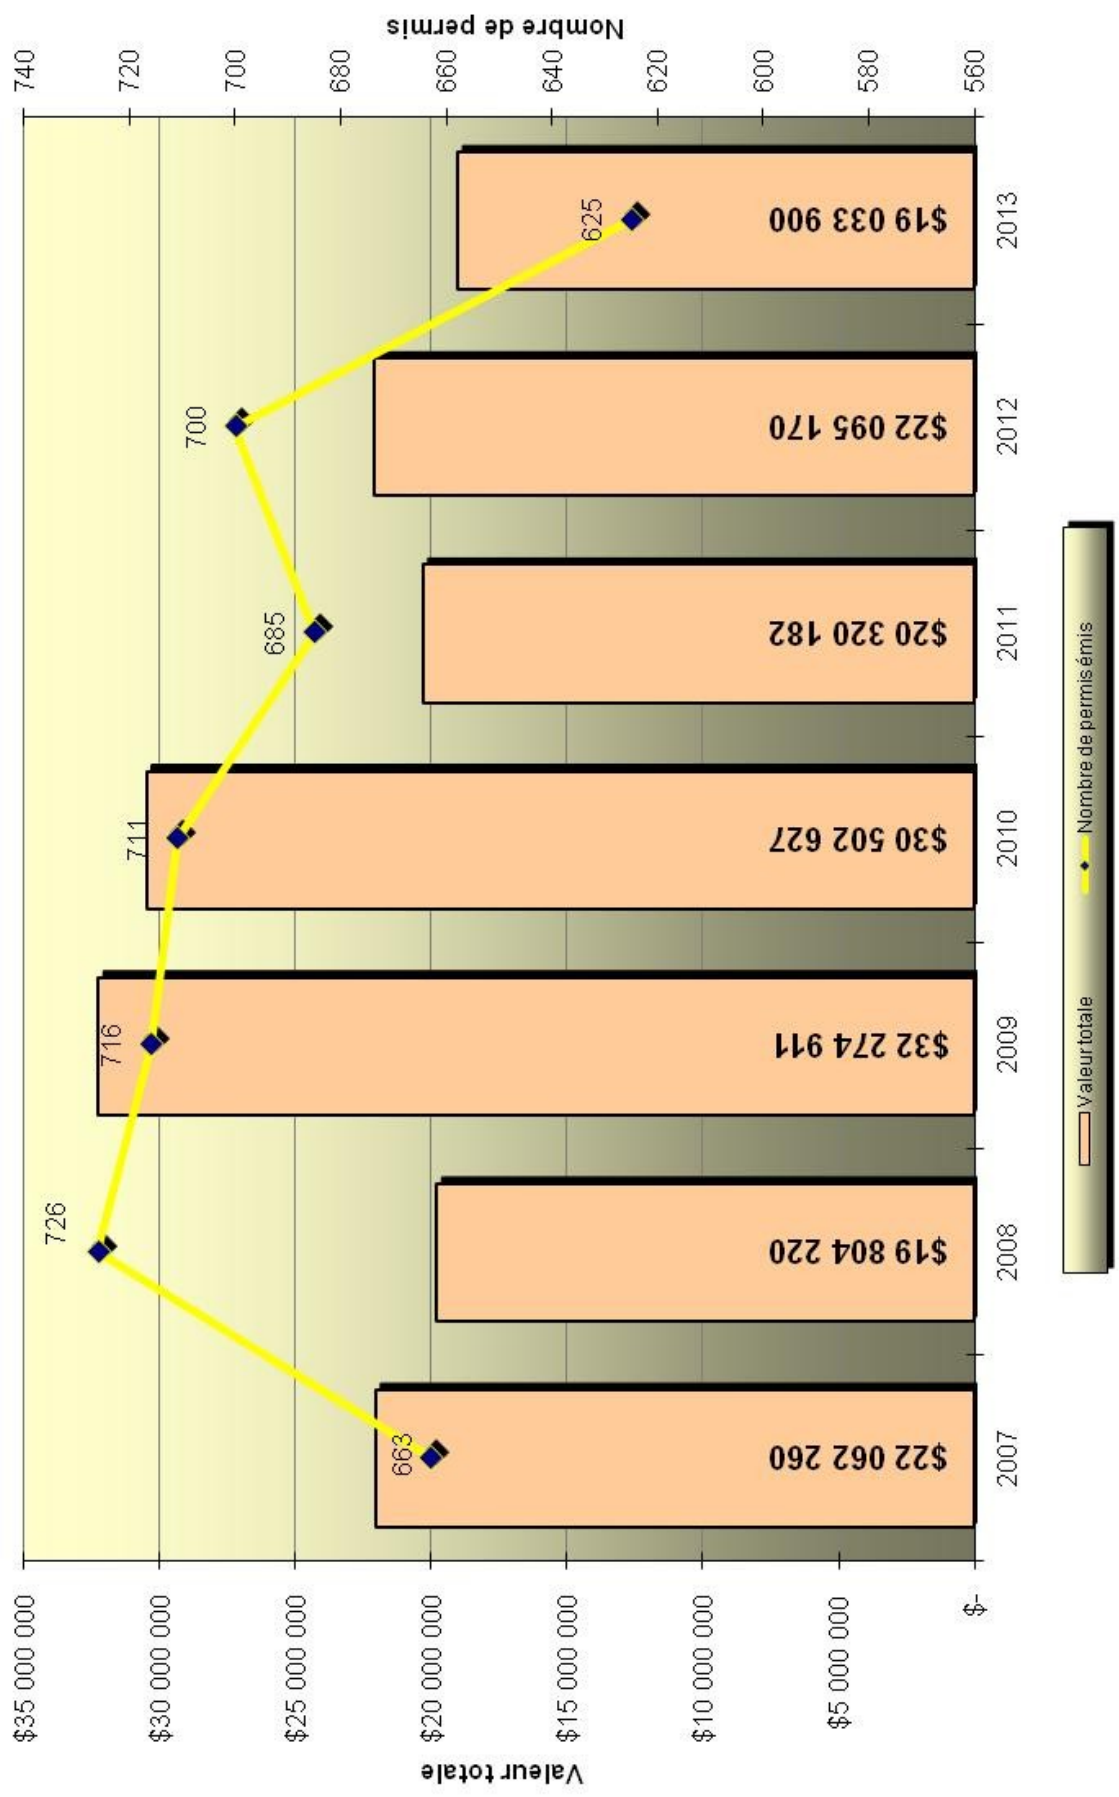 Valeur totale
$35 000 000
$30 000 000
$25 000 000
$20 000 000
$15 000 000
$10 000 000
$5 000 000
$-
Nombre de permis
740
720
700
680
660
640
620
600
580
560
663
726
716
711
685
700
625
$22 062 260
$19 804 220
$32 274 911
$30 502 627
$20 320 182
$22 095 170
$19 033 900
2007
2008
2009
2010
2011
2012
2013
Valeur totale
Nombre de permis émis